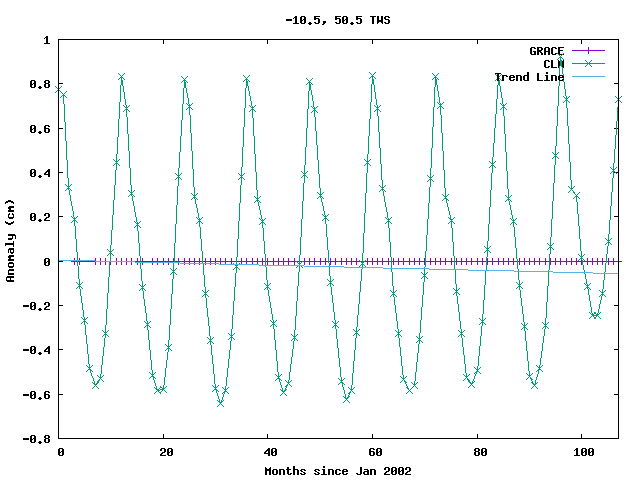 -10.5, 50.5 TWS
GRACE
CLM
Trend Line
1
0.8
0.6
0.4
0.2
0
-0.2
-0.4
-0.6
-0.8
Anomaly (cm)
0 20 40 60 80 100
Months since Jan 2002